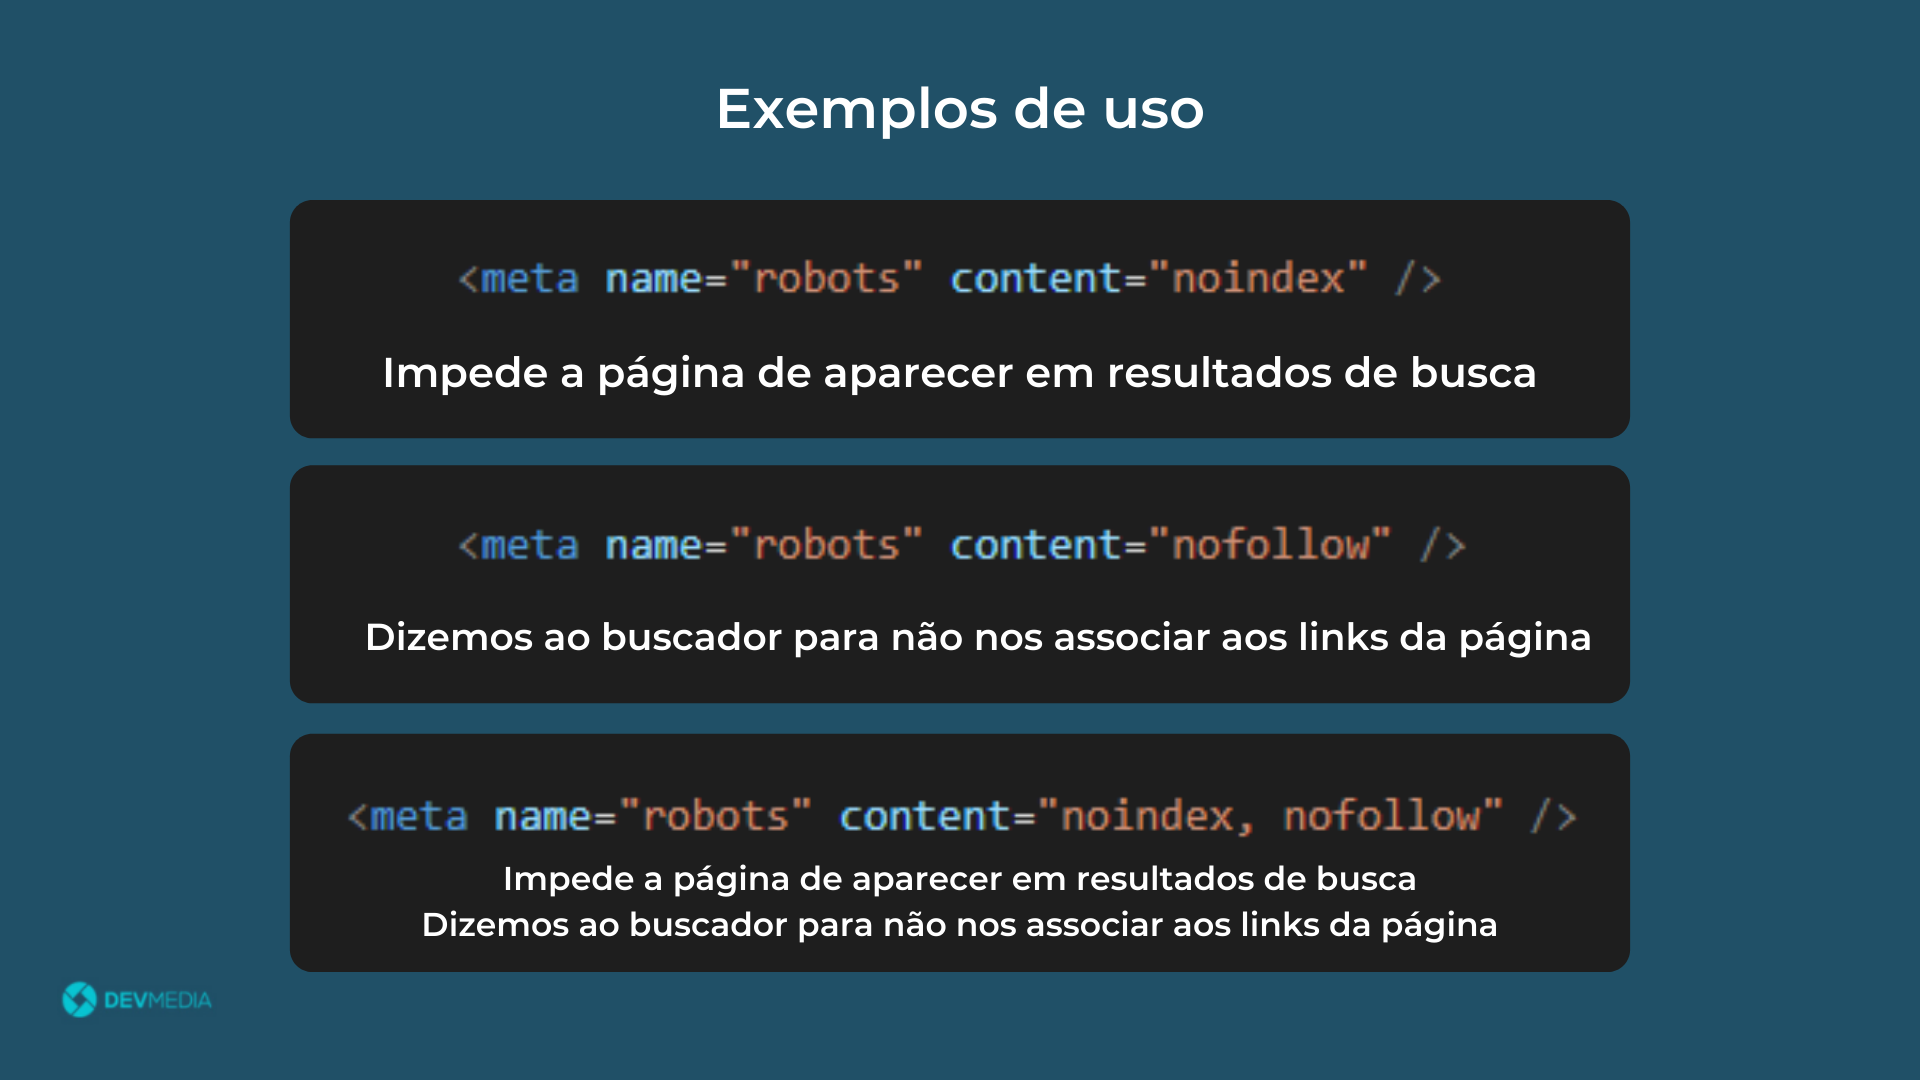 Exemplos de uso
<meta name="robots" content="noindex" />
Impede a página de aparecer em resultados de busca
<meta name="robots" content="nofollow" />
Dizemos ao buscador para não nos associar aos links da página
<meta name="robots" content="noindex, nofollow" />
Impede a página de aparecer em resultados de busca
Dizemos ao buscador para não nos associar aos links da página
DEVMEDIA